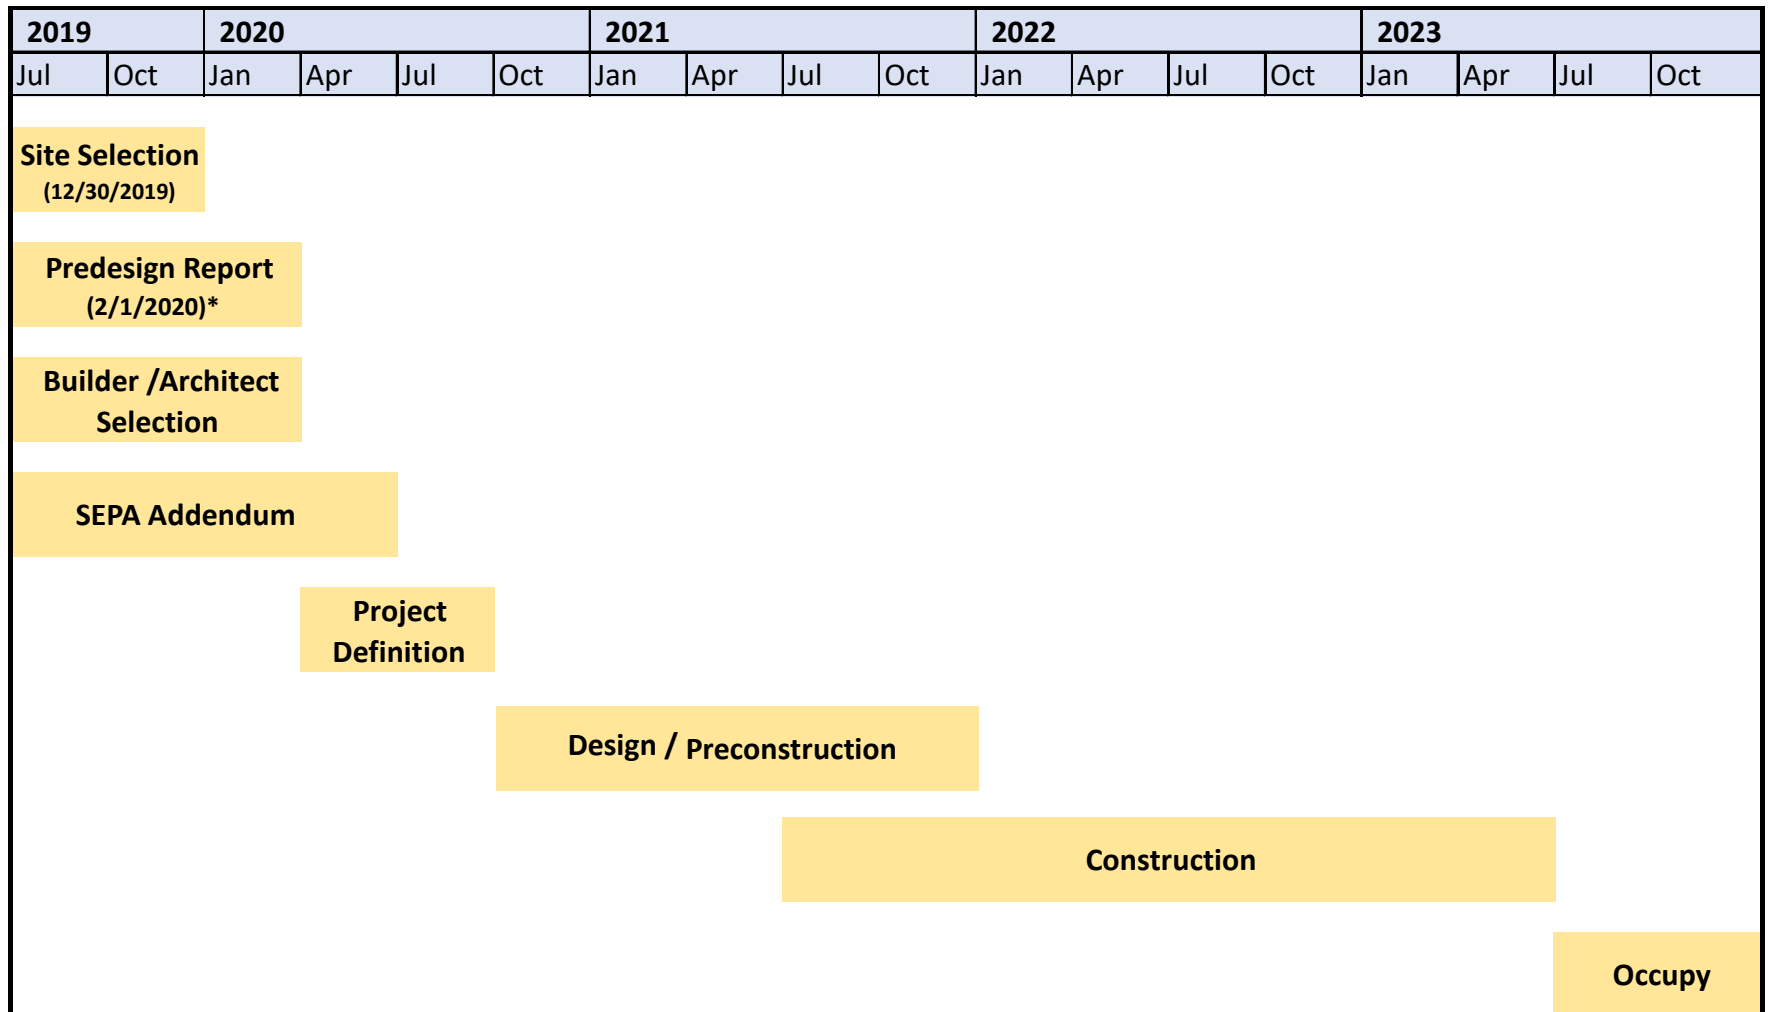 2019 2020 2021 2022 2023
Jul Oct Jan Apr Jul Oct Jan Apr Jul Oct Jan Apr Jul Oct Jan Apr Jul Oct
Site Selection
(12/30/2019)
Predesign Report
(2/1/2020)*
Builder /Architect
Selection
SEPA Addendum
Project
Definition
Design / Preconstruction
Construction
Occupy